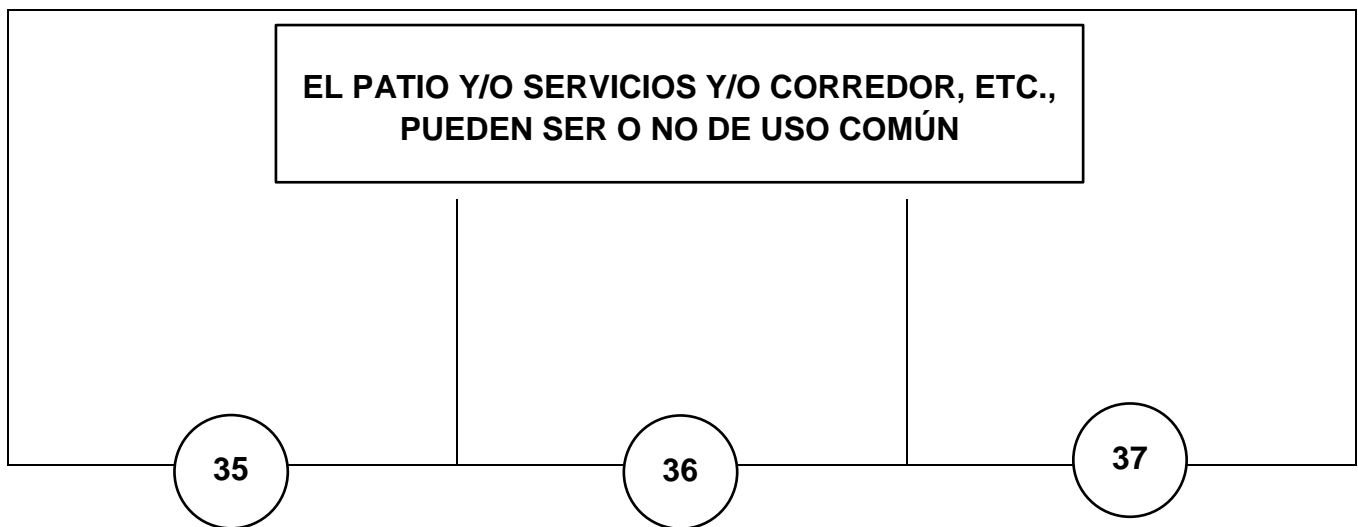 EL PATIO Y/O SERVICIOS Y/O CORREDOR, ETC.,
PUEDEN SER O NO DE USO COMÚN
35
36
37